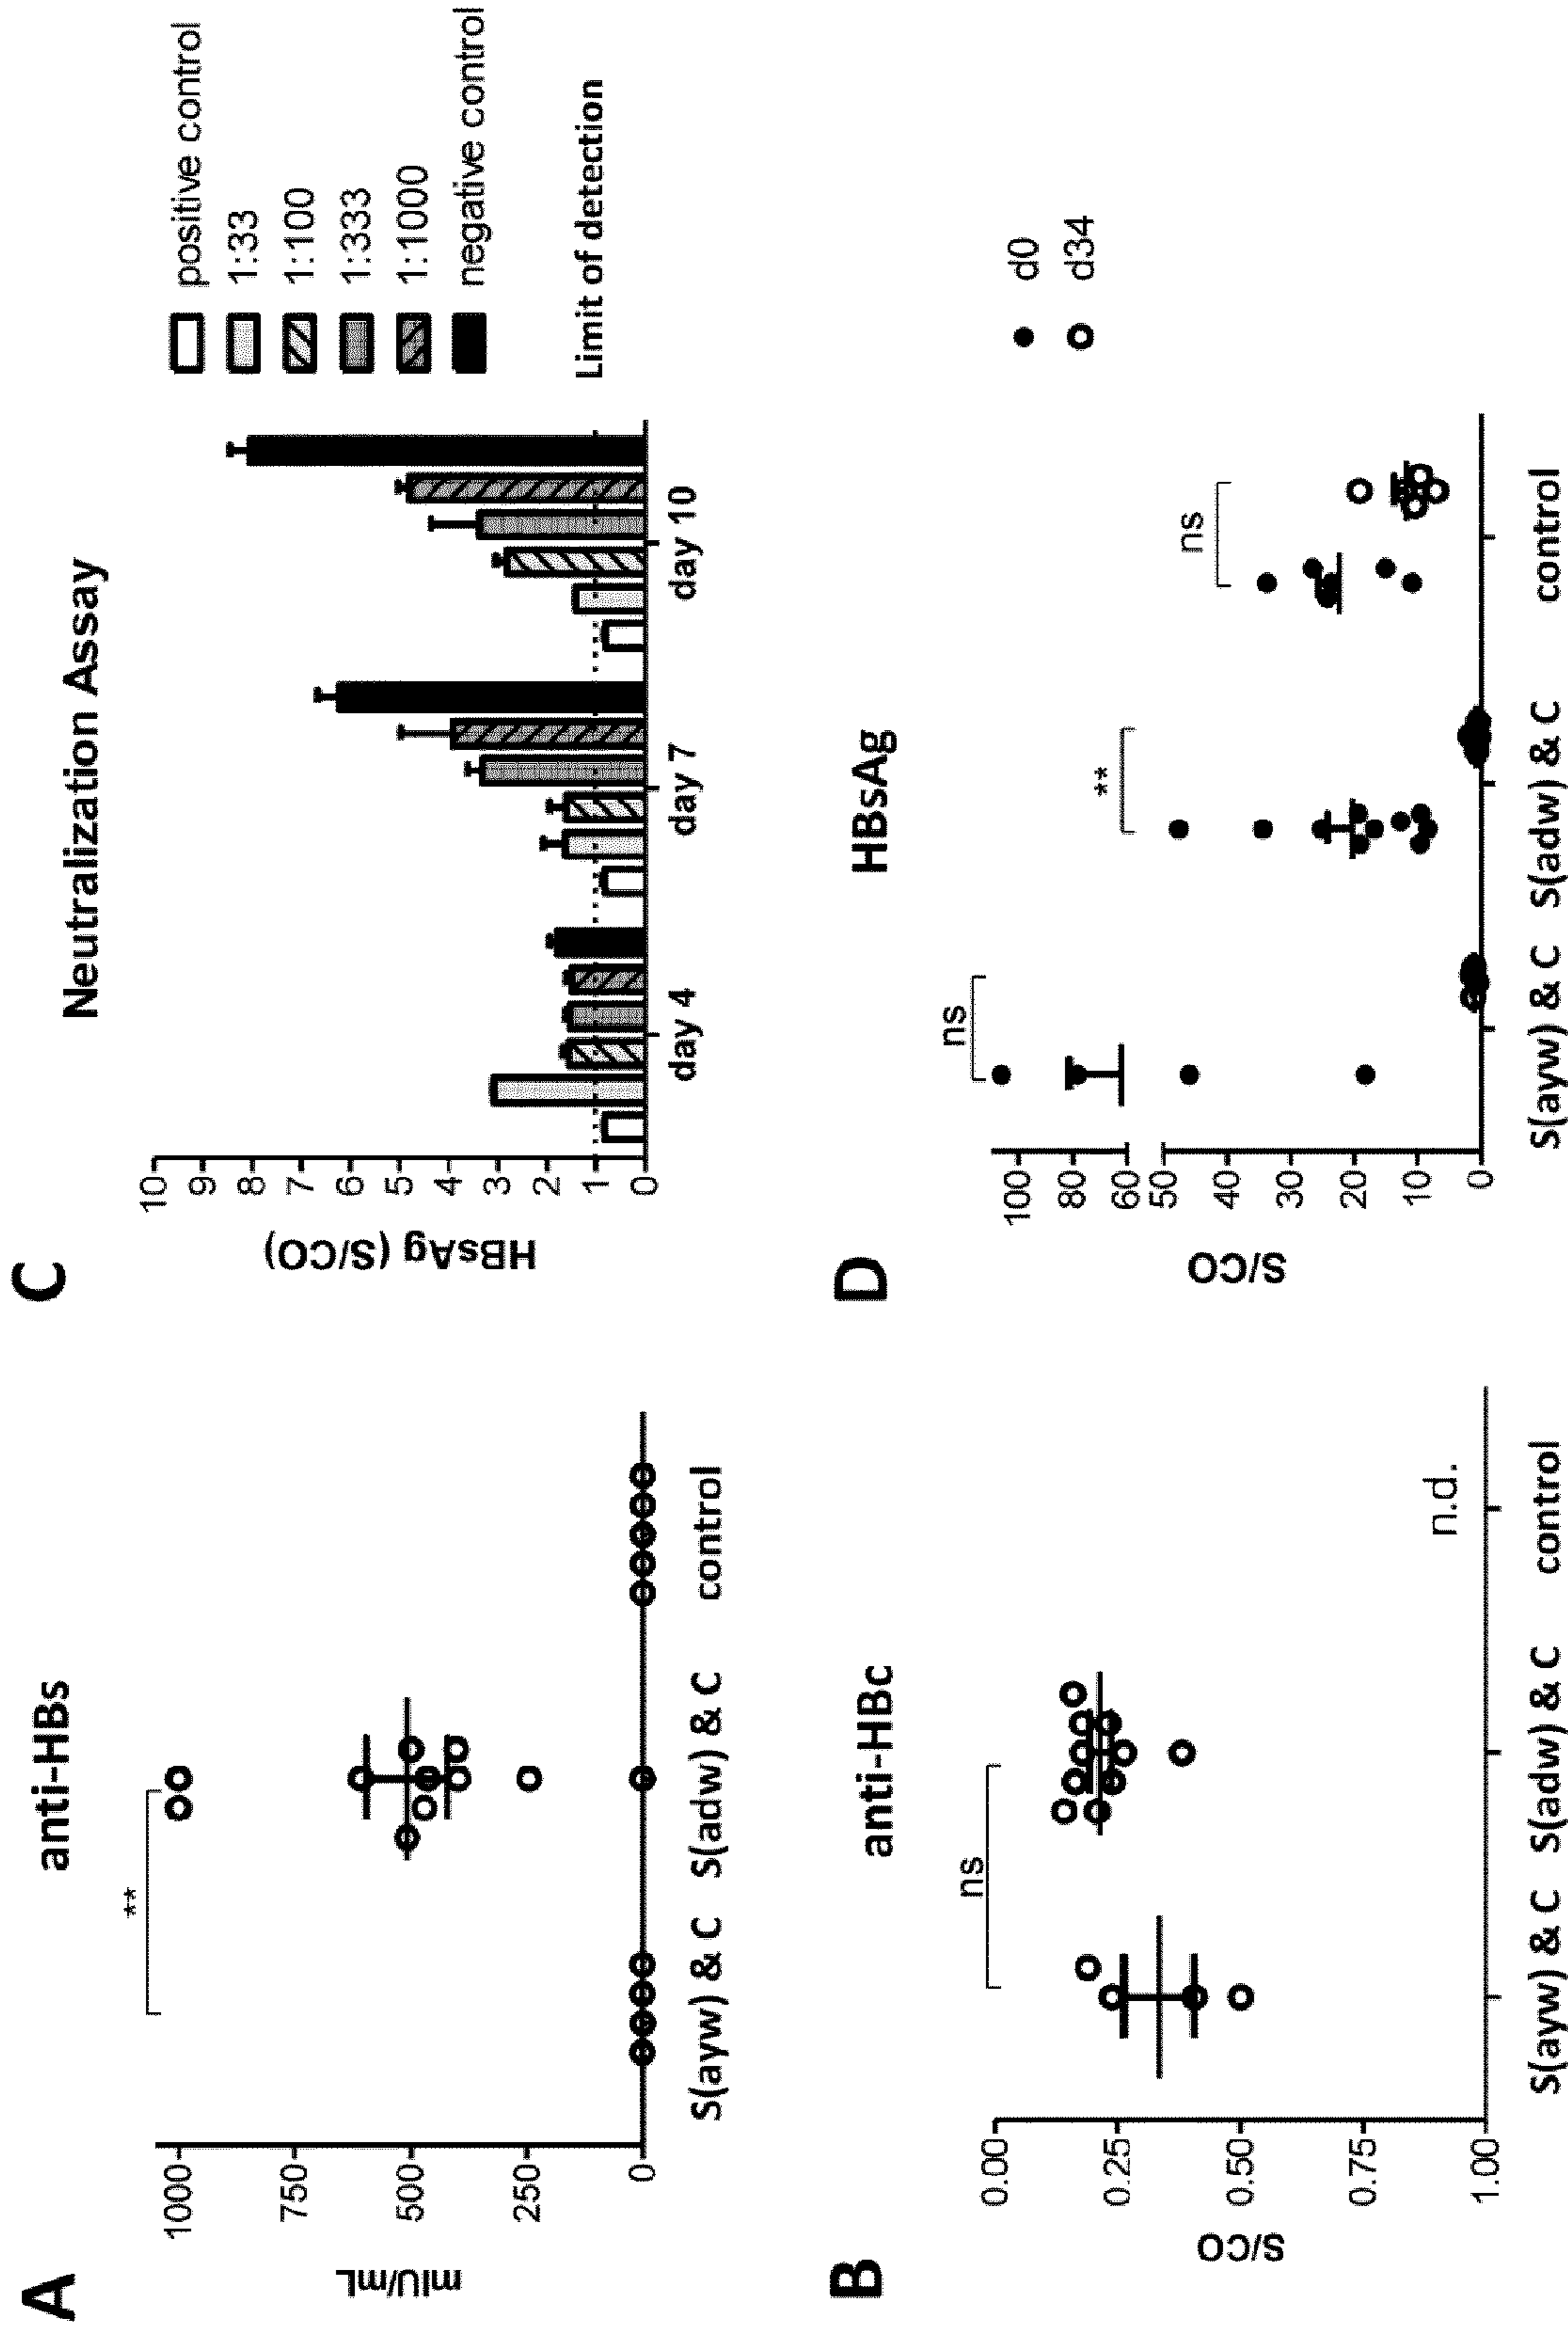 A
anti-HBs
**
mIU/mL
1000
750
500
250
0
S(ayw) & C S(adw) & C control
B
anti-HBc
ns
S/CO
0.00
0.25
0.50
0.75
1.00
n.d.
S(ayw) & C S(adw) & C control
C
Neutralization Assay
HBsAg (S/CO)
10
9
8
7
6
5
4
3
2
1
0
day 4 day 7 day 10
positive control
1:33
1:100
1:333
1:1000
negative control
Limit of detection
D
HBsAg
ns
**
ns
S/CO
100
80
60
50
40
30
20
10
0
S(ayw) & C S(adw) & C control
d0
d34